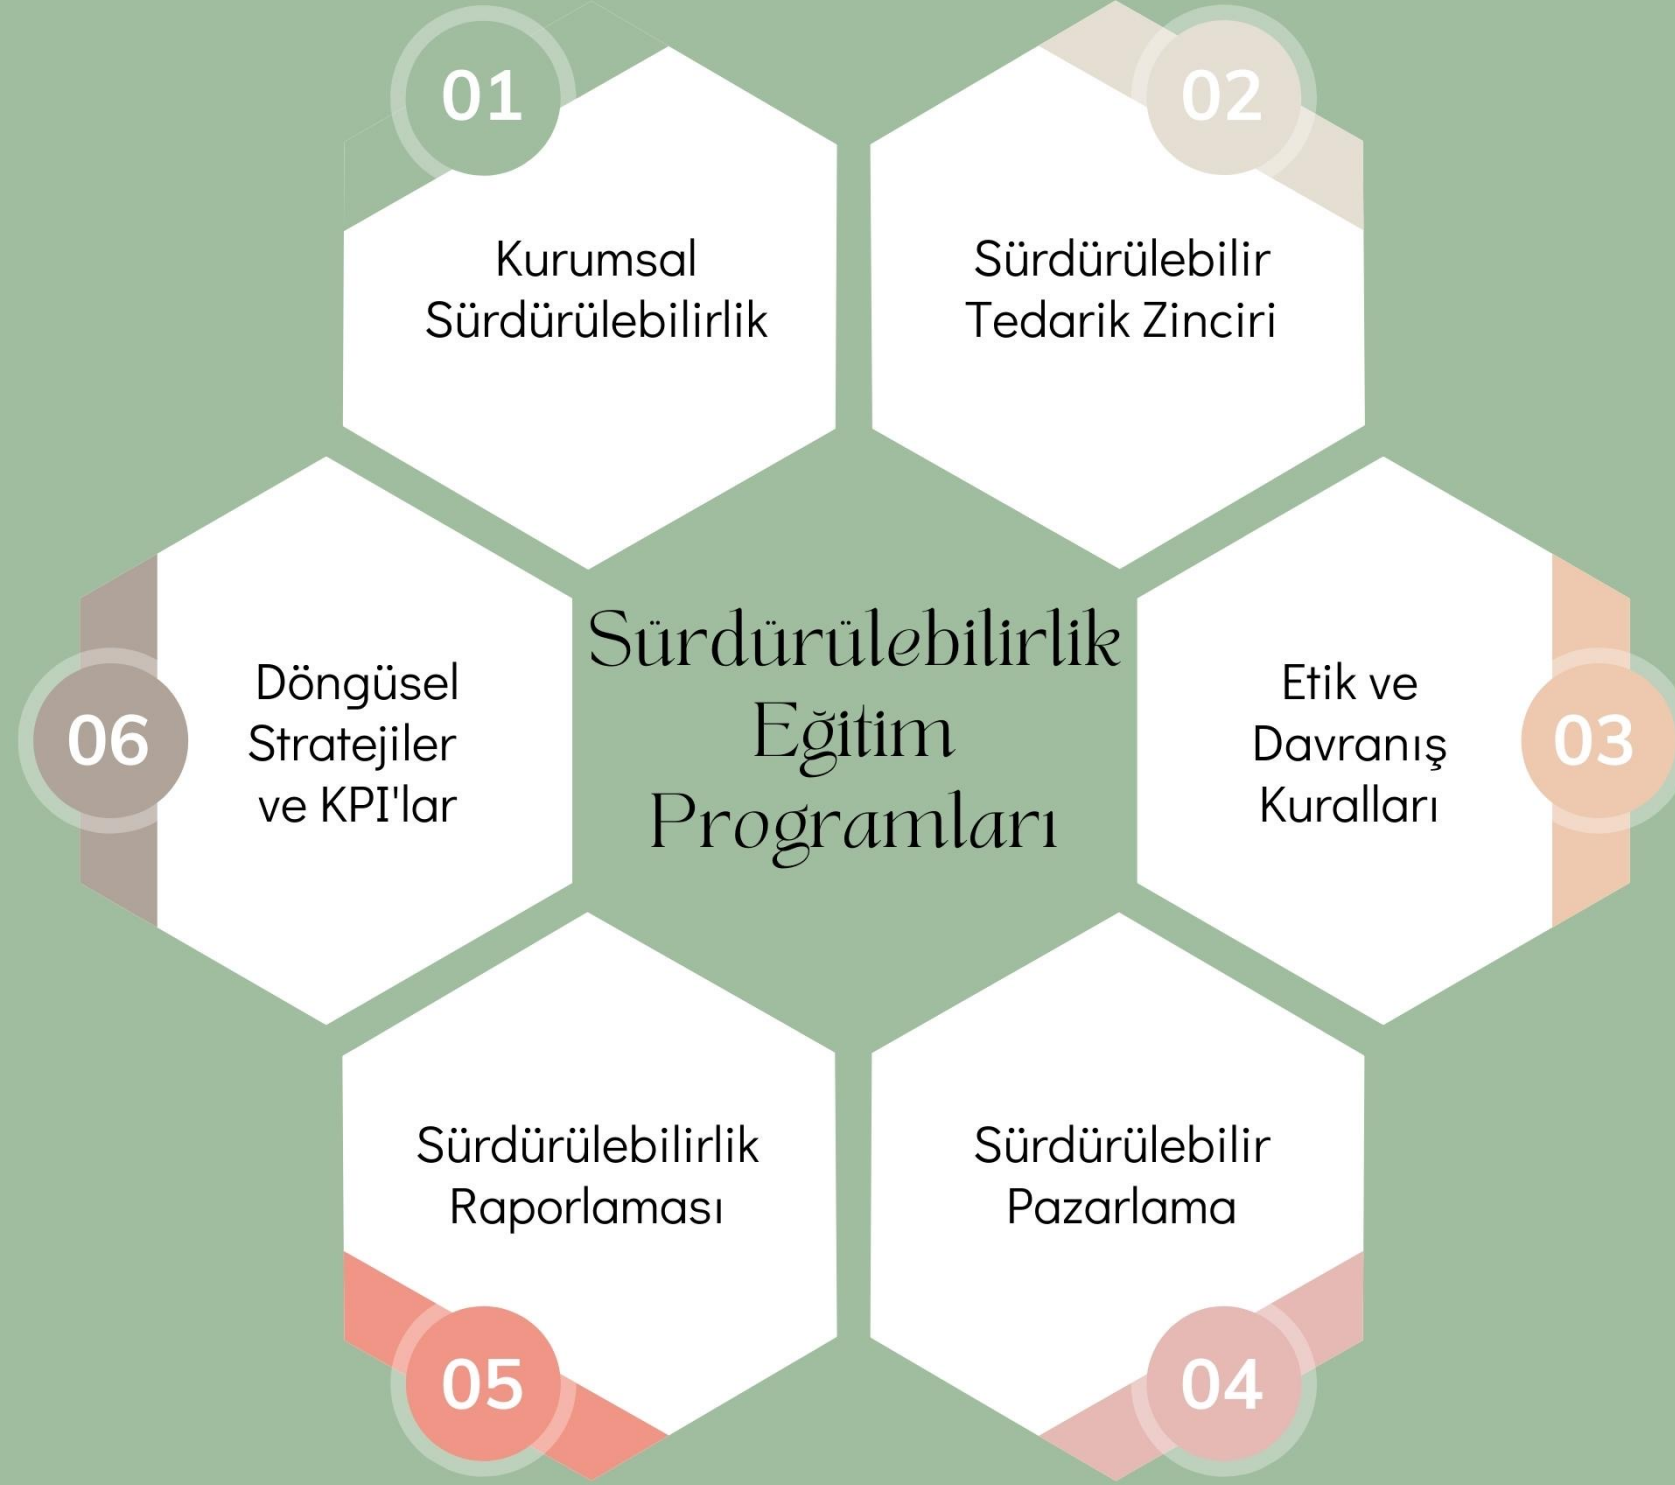 Sürdürülebilirlik
Eğitim
Programları
01
Kurumsal
Sürdürülebilirlik
02
Sürdürülebilir
Tedarik Zinciri
03
Etik ve
Davranış
Kuralları
04
Sürdürülebilir
Pazarlama
05
Sürdürülebilirlik
Raporlaması
06
Döngüsel
Stratejiler
ve KPI'lar